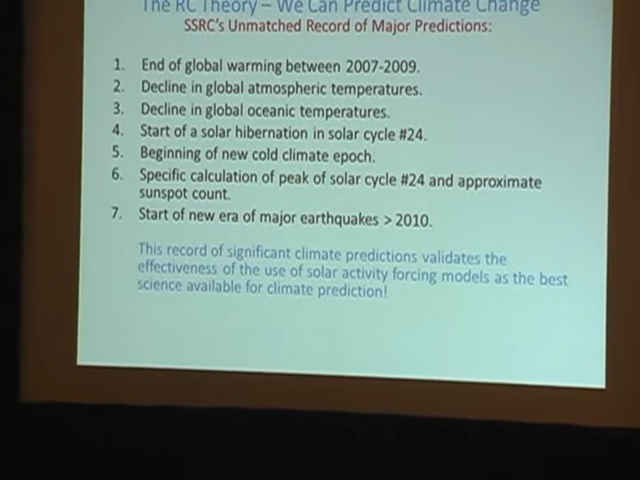 The RC Theory – We Can Predict Climate Change
SSRC's Unmatched Record of Major Predictions:
1. End of global warming between 2007-2009.
2. Decline in global atmospheric temperatures.
3. Decline in global oceanic temperatures.
4. Start of a solar hibernation in solar cycle #24.
5. Beginning of new cold climate epoch.
6. Specific calculation of peak of solar cycle #24 and approximate
sunspot count.
7. Start of new era of major earthquakes > 2010.
This record of significant climate predictions validates the
effectiveness of the use of solar activity forcing models as the best
science available for climate prediction!